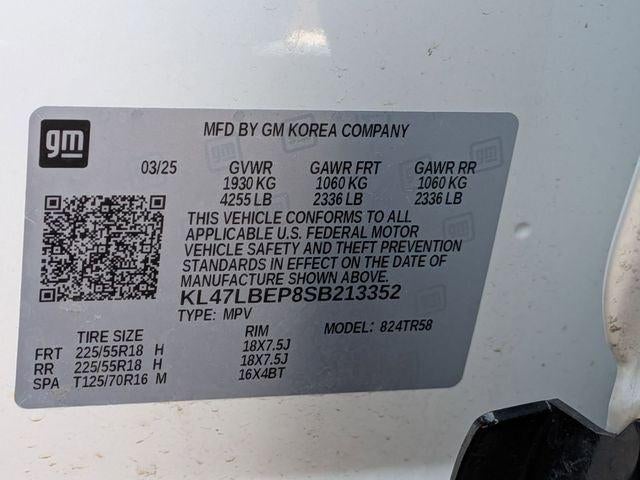 gm
MFD BY GM KOREA COMPANY
03/25 GVWR GAWR FRT GAWR RR
1930 KG 1060 KG 1060 KG
4255 LB 2336 LB 2336 LB
THIS VEHICLE CONFORMS TO ALL
APPLICABLE U.S. FEDERAL MOTOR
VEHICLE SAFETY AND THEFT PREVENTION
STANDARDS IN EFFECT ON THE DATE OF
MANUFACTURE SHOWN ABOVE.
KL47LBEP8SB213352
TYPE: MPV MODEL: 824TR58
TIRE SIZE RIM
FRT 225/55R18 H 18X7.5J
RR 225/55R18 H 18X7.5J
SPA T125/70R16 M 16X4BT